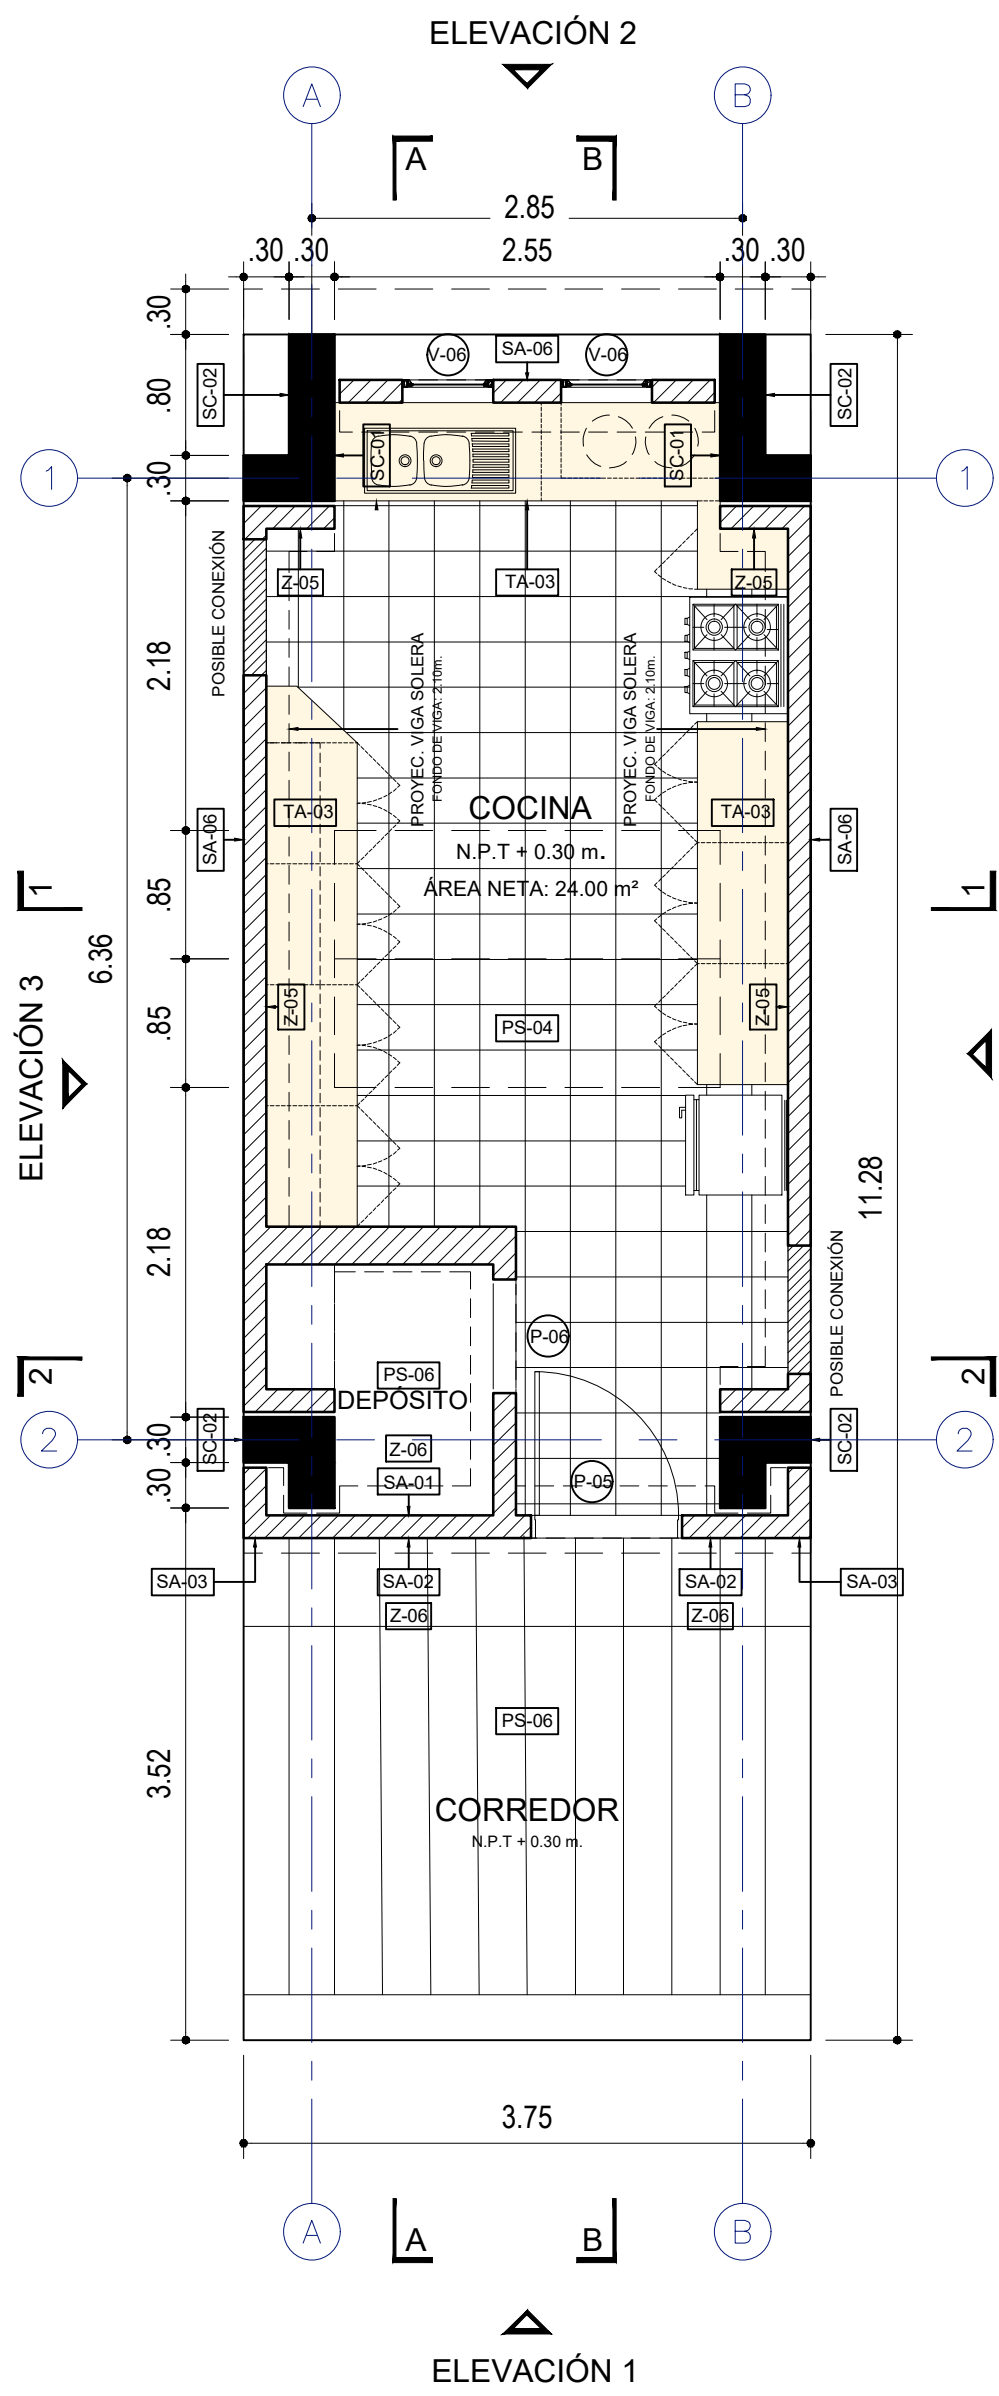 ELEVACIÓN 2
A
B
A
B
2.85
.30
.30
2.55
.30
.30
.30
V-06
SA-06
V-06
SC-02
.80
SC-01
SC-01
SC-02
1
.30
1
POSIBLE CONEXIÓN
Z-05
TA-03
Z-05
2.18
PROYEC. VIGA SOLERA
FONDO DE VIGA: 2.10m.
PROYEC. VIGA SOLERA
FONDO DE VIGA: 2.10m.
TA-03
COCINA
TA-03
SA-06
N.P.T + 0.30 m.
SA-06
1
.85
ÁREA NETA: 24.00 m²
1
6.36
ELEVACIÓN 3
.85
Z-05
PS-04
Z-05
11.28
2.18
POSIBLE CONEXIÓN
P-06
2
PS-06
2
DEPÓSITO
2
.30
SC-02
Z-06
SC-02
2
.30
SA-01
P-05
SA-03
SA-02
SA-02
SA-03
Z-06
Z-06
PS-06
3.52
CORREDOR
N.P.T + 0.30 m.
3.75
A
A
B
B
ELEVACIÓN 1